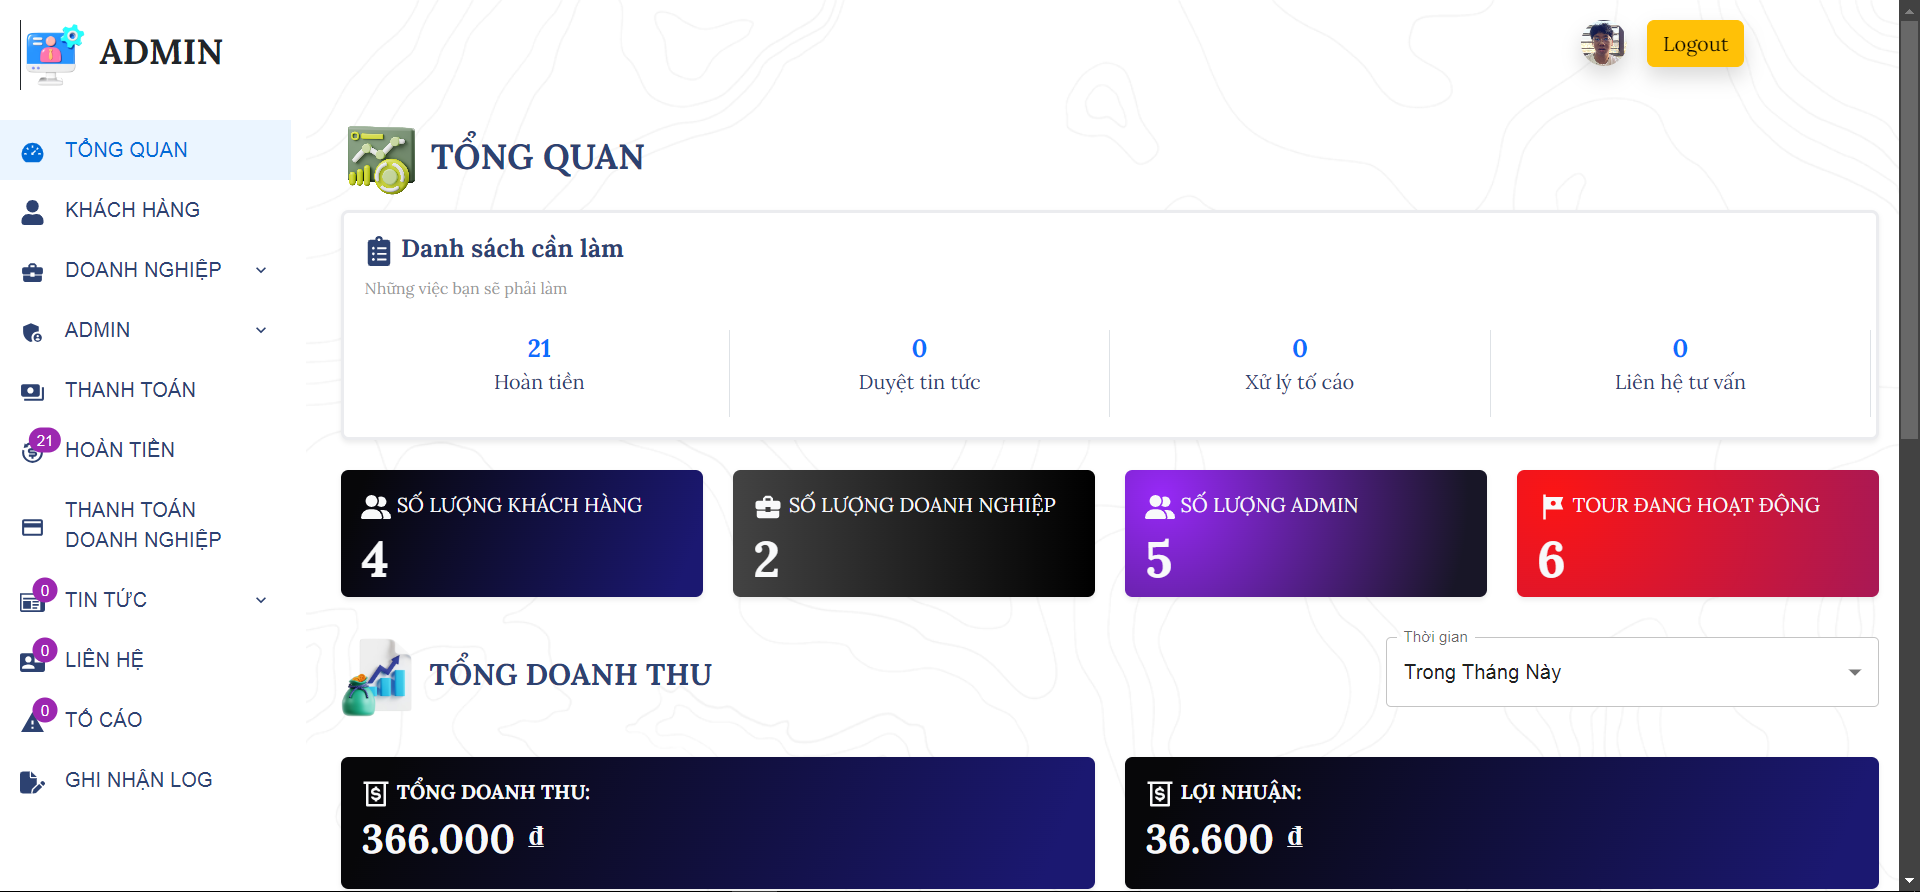 ADMIN
Logout
TỔNG QUAN
KHÁCH HÀNG
DOANH NGHIỆP
ADMIN
THANH TOÁN
21
HOÀN TIỀN
THANH TOÁN
DOANH NGHIỆP
0
TIN TỨC
0
LIÊN HỆ
0
TỐ CÁO
GHI NHẬN LOG
TỔNG QUAN
Danh sách cần làm
Những việc bạn sẽ phải làm
21
Hoàn tiền
0
Duyệt tin tức
0
Xử lý tố cáo
0
Liên hệ tư vấn
SỐ LƯỢNG KHÁCH HÀNG
4
SỐ LƯỢNG DOANH NGHIỆP
2
SỐ LƯỢNG ADMIN
5
TOUR ĐANG HOẠT ĐỘNG
6
TỔNG DOANH THU
Thời gian
Trong Tháng Này
TỔNG DOANH THU:
366.000 ₫
LỢI NHUẬN:
36.600 ₫